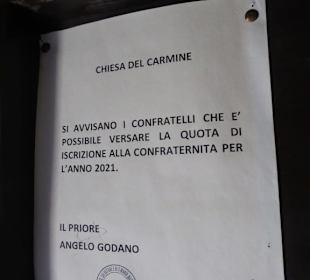 CHIESA DEL CARMINE
SI AVVISANO I CONFRATELLI CHE E'
POSSIBILE VERSARE LA QUOTA DI
ISCRIZIONE ALLA CONFRATERNITA PER
L'ANNO 2021.
IL PRIORE
ANGELO GODANO